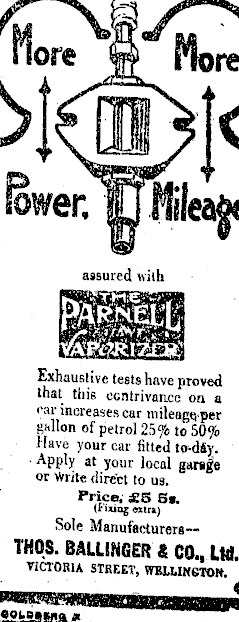 More More
Power. Mileage
assured with
THE
PARNELL
VAPORIZER
Exhaustive tests have proved
that this contrivance on a
car increases car mileage per
gallon of petrol 25% to 50%
Have your car fitted to-day.
Apply at your local garage
or write direct to us.
Price, £5 5s.
(Fixing extra)
Sole Manufacturers—
THOS. BALLINGER & CO., Ltd.
VICTORIA STREET, WELLINGTON.
GOLDBERG